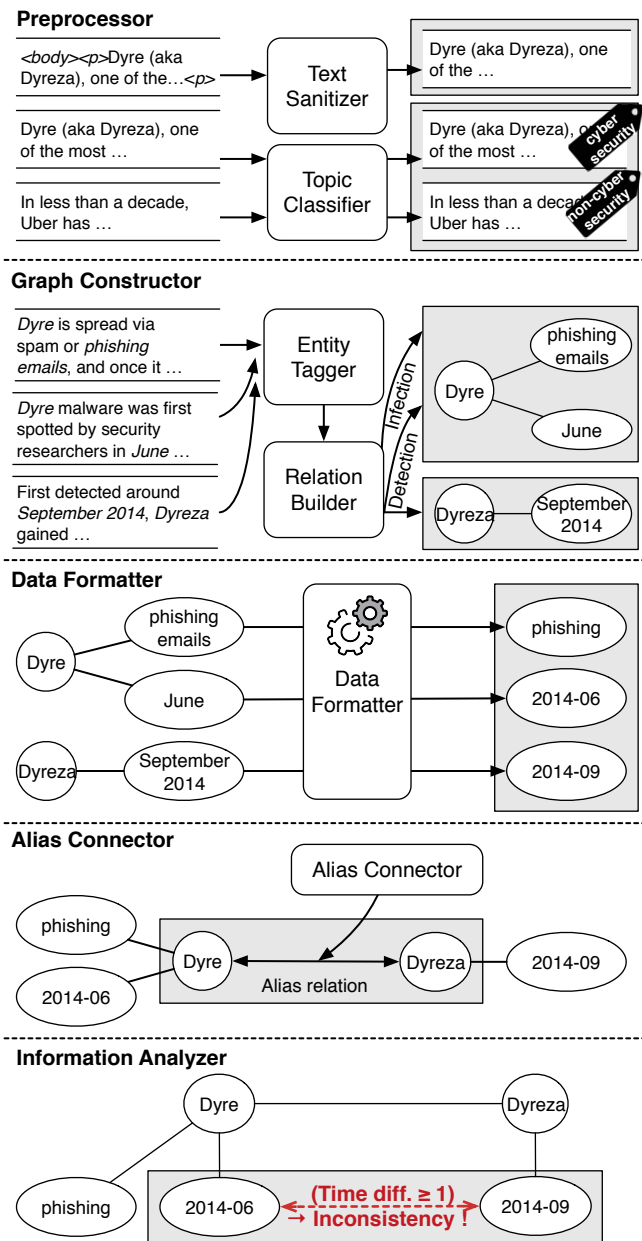 Preprocessor
<body><p>Dyre (aka
Dyreza), one of the…<p>
Text
Sanitizer
Dyre (aka Dyreza), one
of the …
Dyre (aka Dyreza), one
of the most …
In less than a decade,
Uber has …
Topic
Classifier
Dyre (aka Dyreza),
of the most …
cyber
security
In less than a
Uber has …
non-cyber
security
Graph Constructor
Dyre is spread via
spam or phishing
emails, and once it …
Dyre malware was first
spotted by security
researchers in June …
First detected around
September 2014, Dyreza
gained …
Entity
Tagger
Relation
Builder
Infection
Detection
Dyre
phishing
emails
June
Dyreza
September
2014
Data Formatter
Dyre
phishing
emails
June
Dyreza
September
2014
Data
Formatter
phishing
2014-06
2014-09
Alias Connector
Alias Connector
phishing
2014-06
Dyre
Alias relation
Dyreza
2014-09
Information Analyzer
Dyre
Dyreza
phishing
2014-06
(Time diff. ≥ 1)
→ Inconsistency !
2014-09